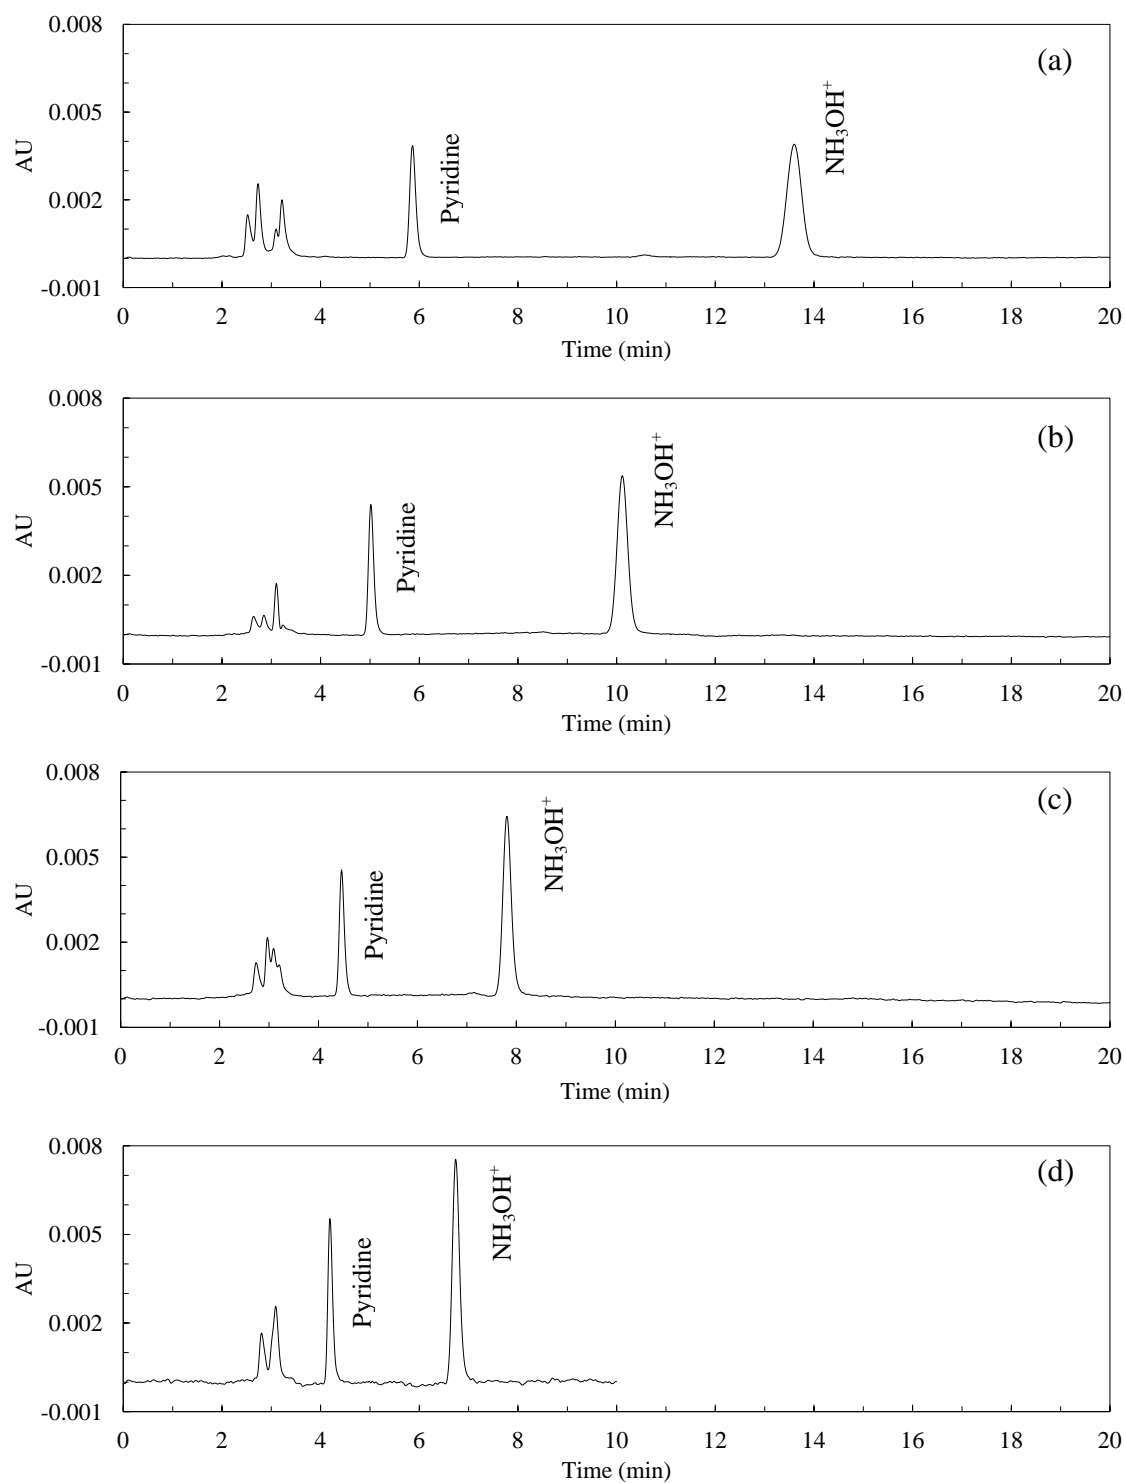 0.008
(a)
NH₃OH⁺
0.005
Pyridine
AU
0.002
-0.001
0 2 4 6 8 10 12 14 16 18 20
Time (min)
0.008
(b)
NH₃OH⁺
0.005
Pyridine
AU
0.002
-0.001
0 2 4 6 8 10 12 14 16 18 20
Time (min)
0.008
(c)
NH₃OH⁺
0.005
Pyridine
AU
0.002
-0.001
0 2 4 6 8 10 12 14 16 18 20
Time (min)
0.008
(d)
NH₃OH⁺
0.005
Pyridine
AU
0.002
-0.001
0 2 4 6 8 10 12 14 16 18 20
Time (min)